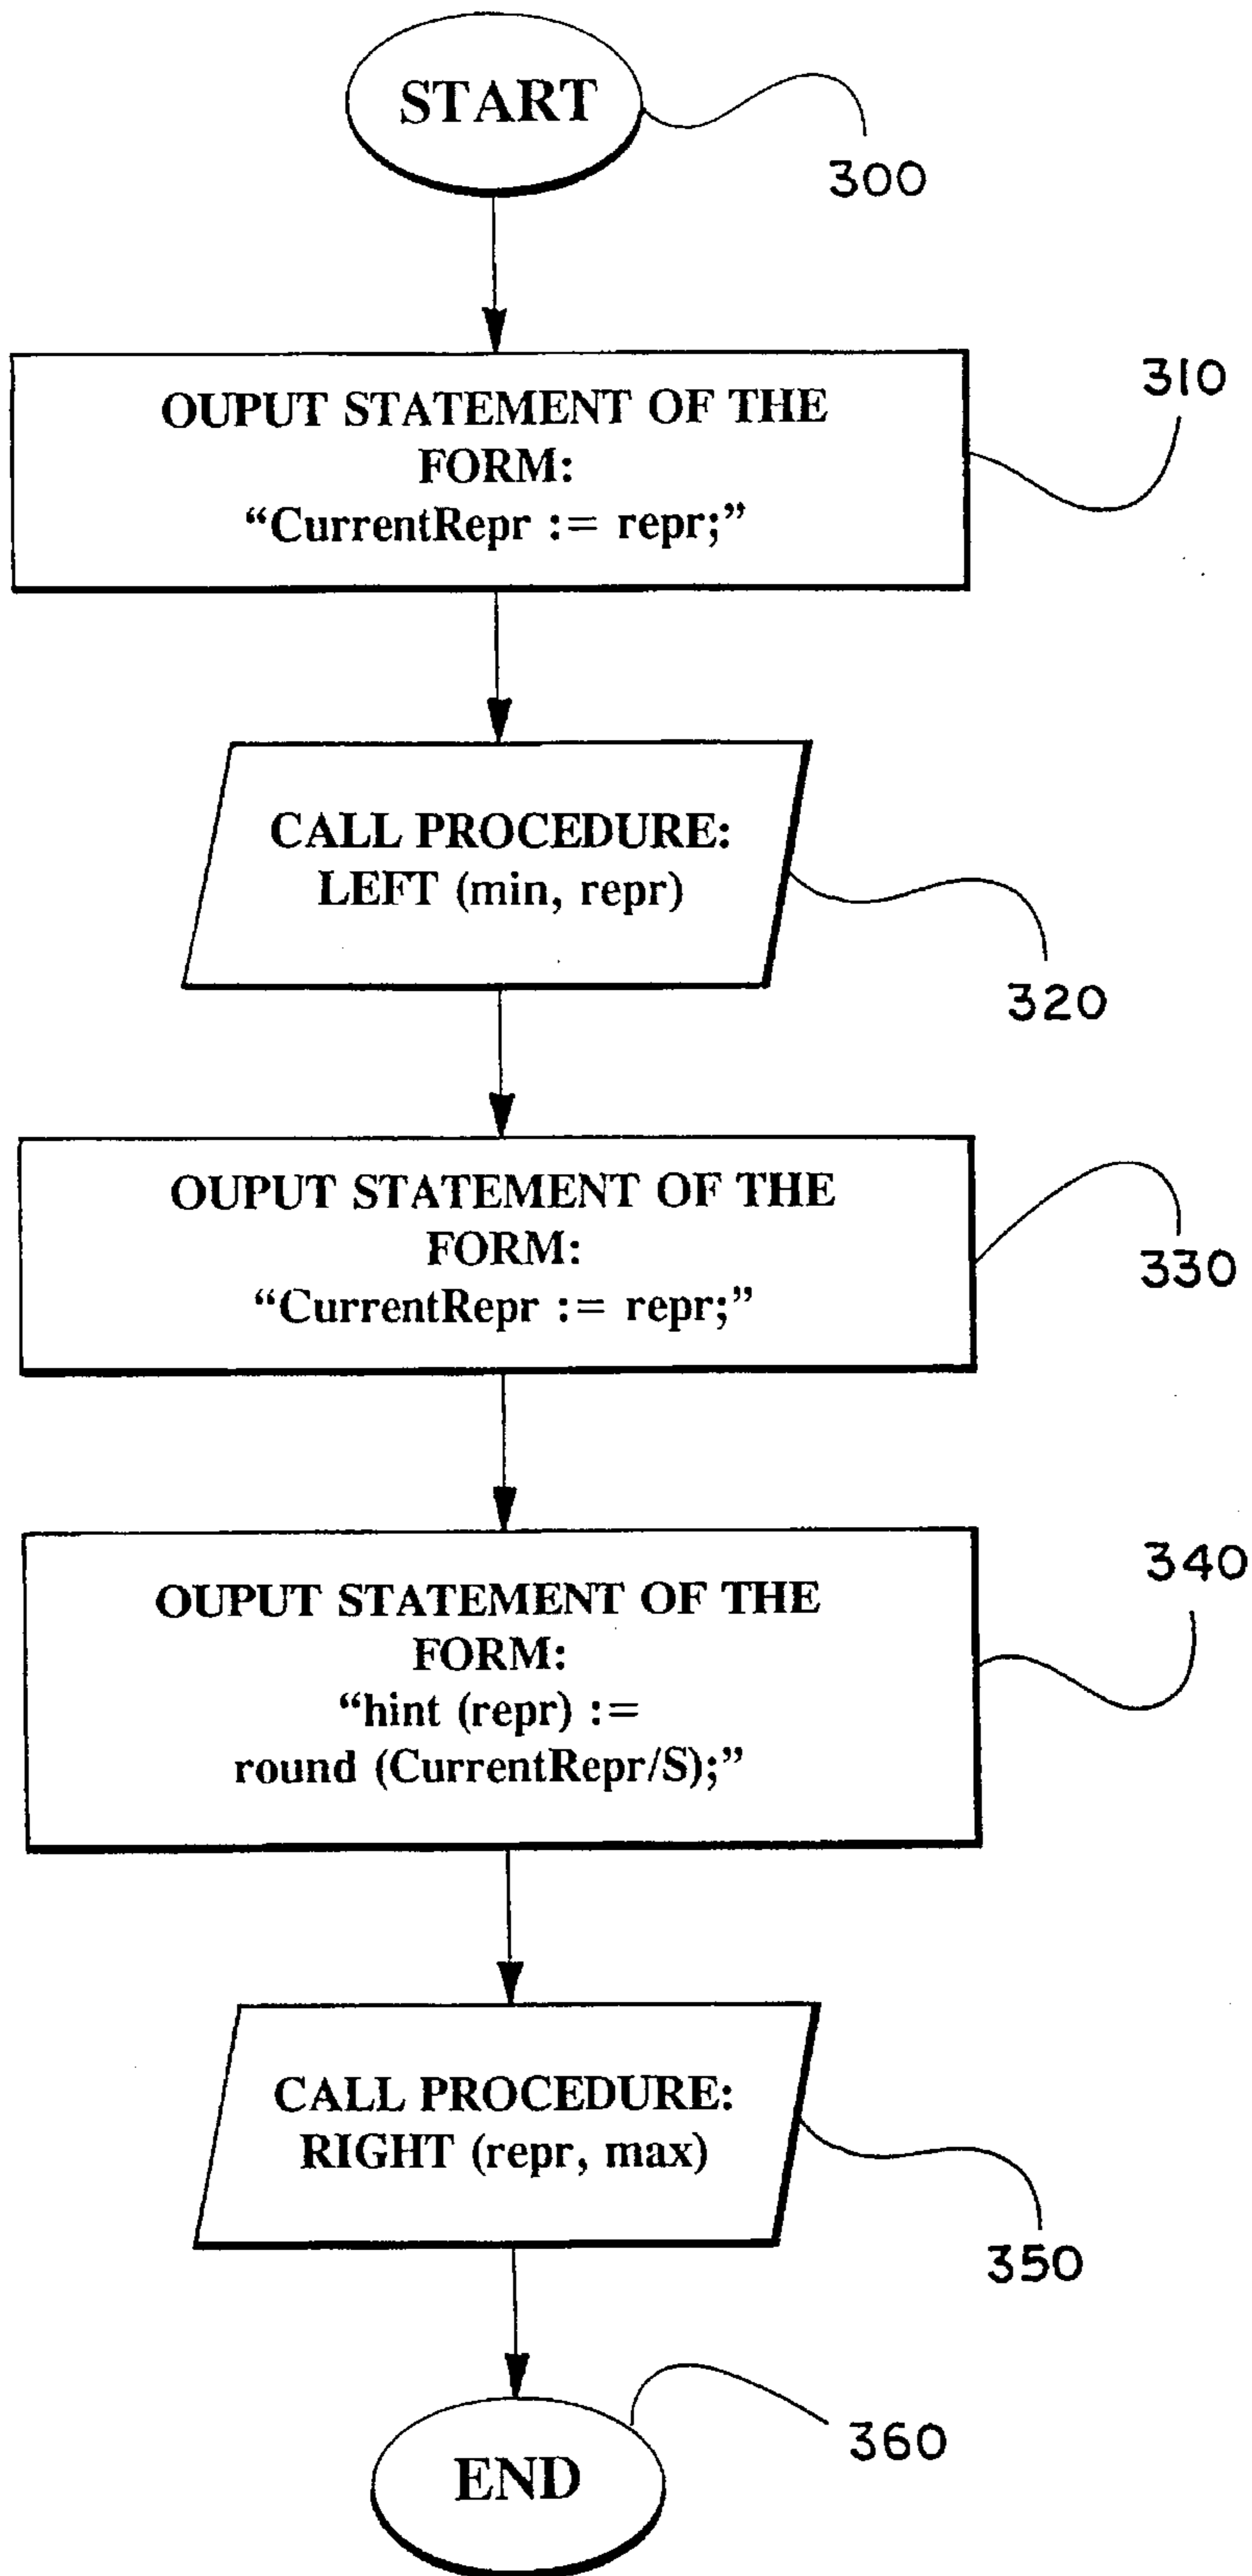 START
300
OUPUT STATEMENT OF THE
FORM:
“CurrentRepr := repr;”
310
CALL PROCEDURE:
LEFT (min, repr)
320
OUPUT STATEMENT OF THE
FORM:
“CurrentRepr := repr;”
330
OUPUT STATEMENT OF THE
FORM:
“hint (repr) :=
round (CurrentRepr/S);”
340
CALL PROCEDURE:
RIGHT (repr, max)
350
END
360